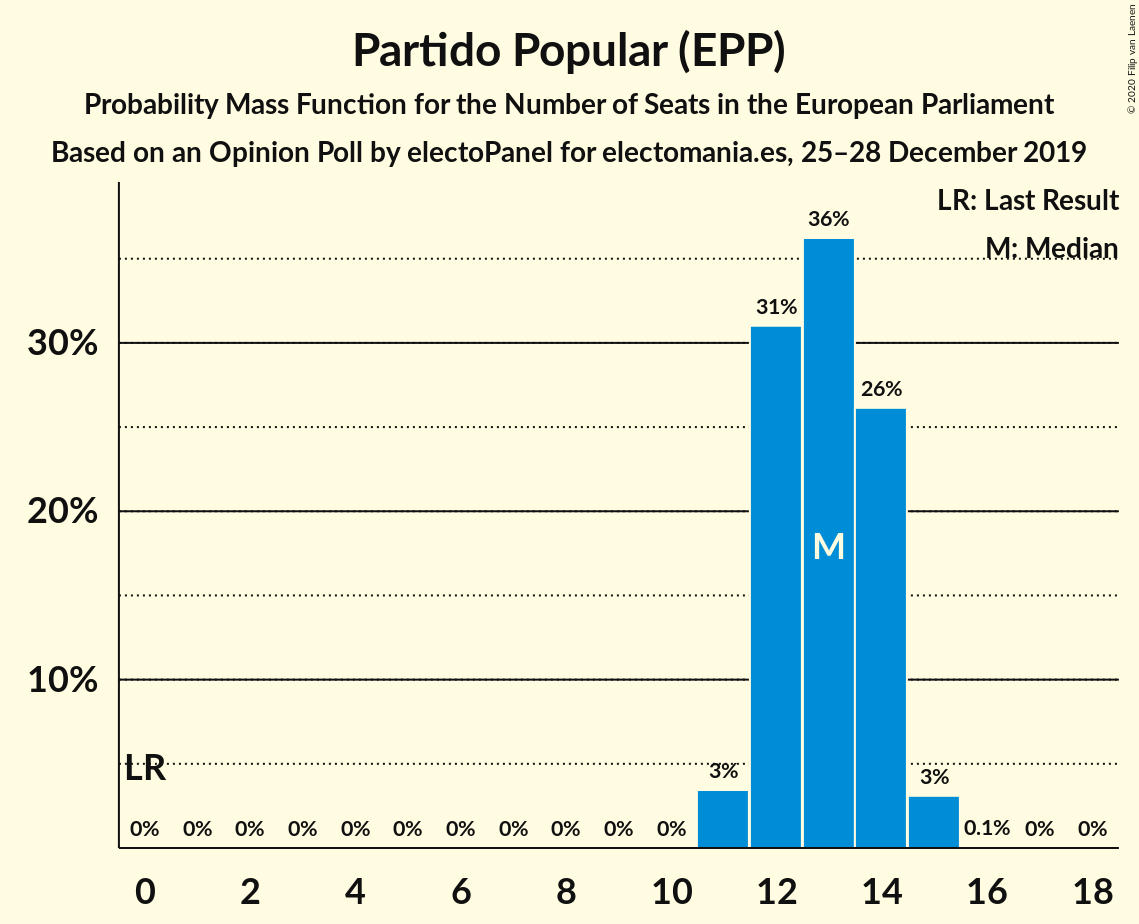 © 2020 Filip van Laenen
Partido Popular (EPP)
Probability Mass Function for the Number of Seats in the European Parliament
Based on an Opinion Poll by electoPanel for electomania.es, 25–28 December 2019
LR: Last Result
M: Median
36%
31%
30%
26%
20%
M
10%
LR
3%
3%
0% 0% 0% 0% 0% 0% 0% 0% 0% 0% 0% 0.1% 0% 0%
0 2 4 6 8 10 12 14 16 18